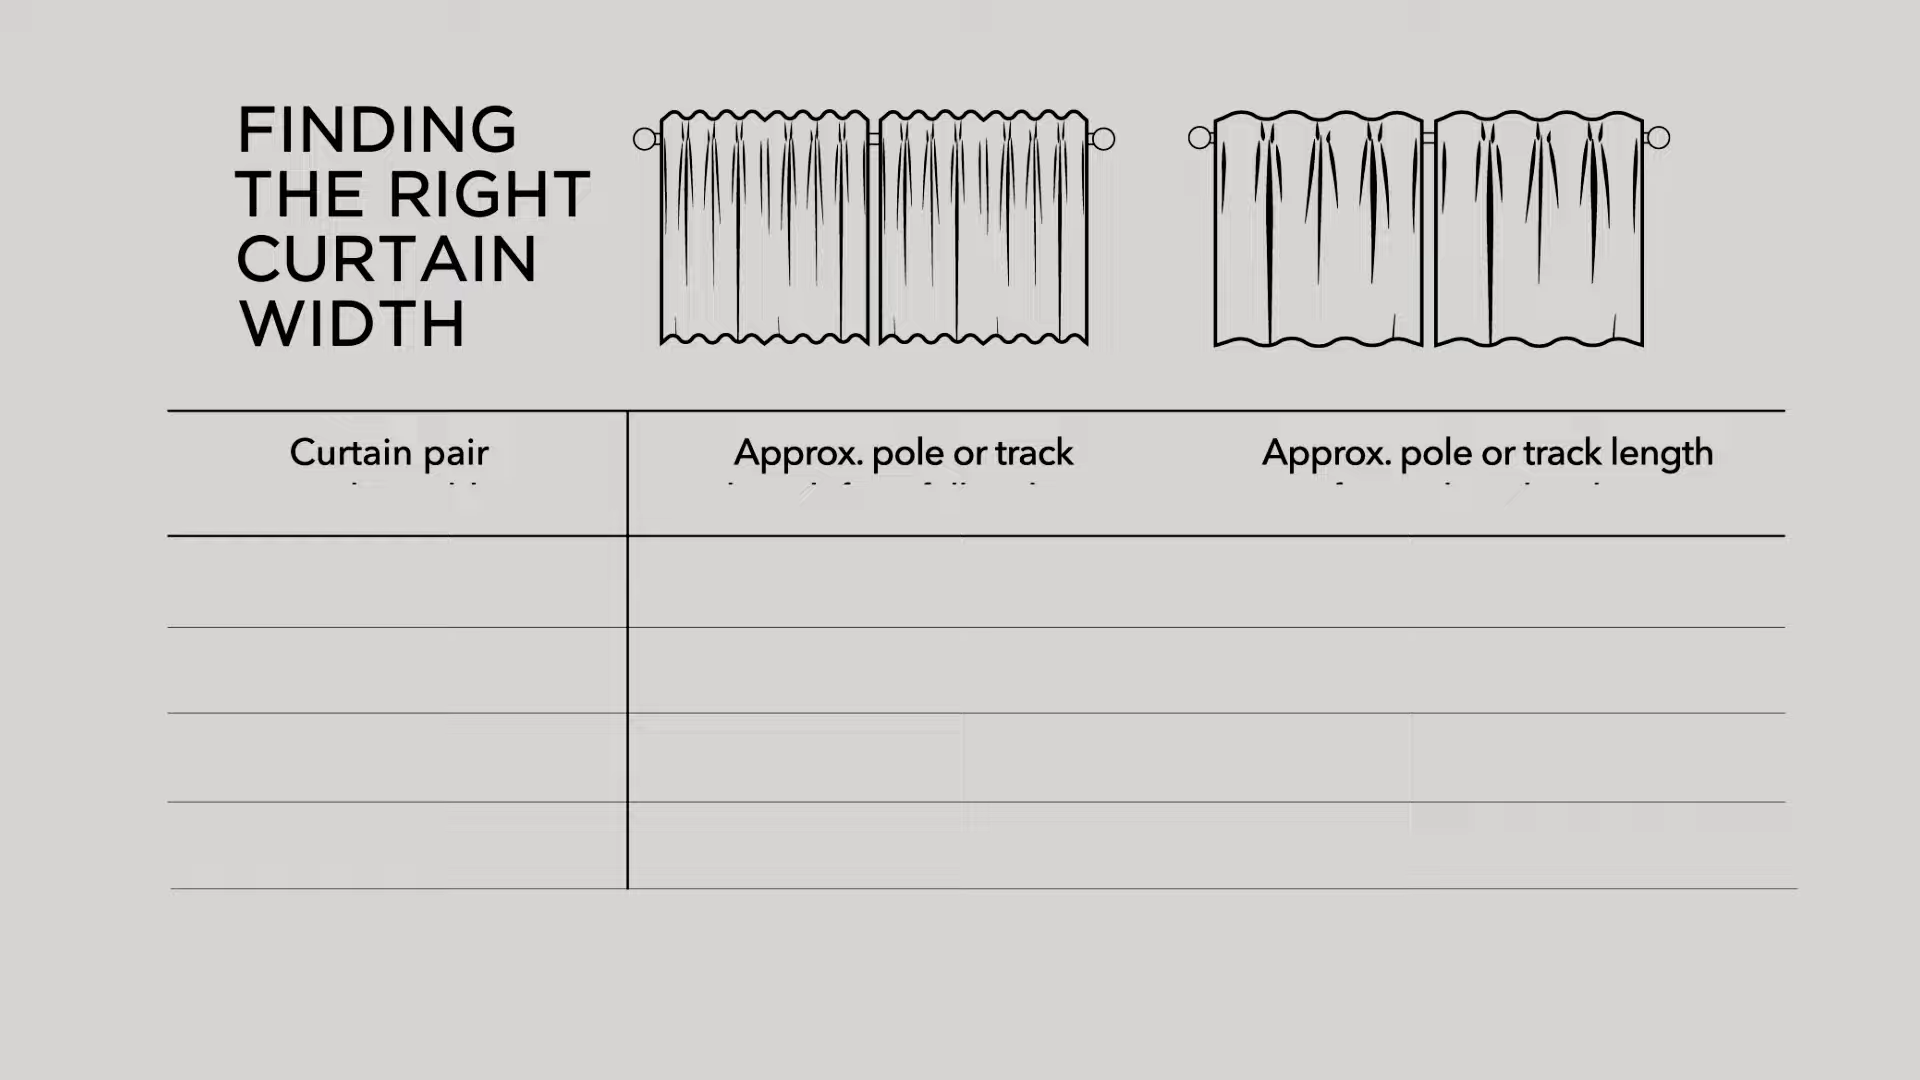 FINDING
THE RIGHT
CURTAIN
WIDTH
Curtain pair
Approx. pole or track
Approx. pole or track length